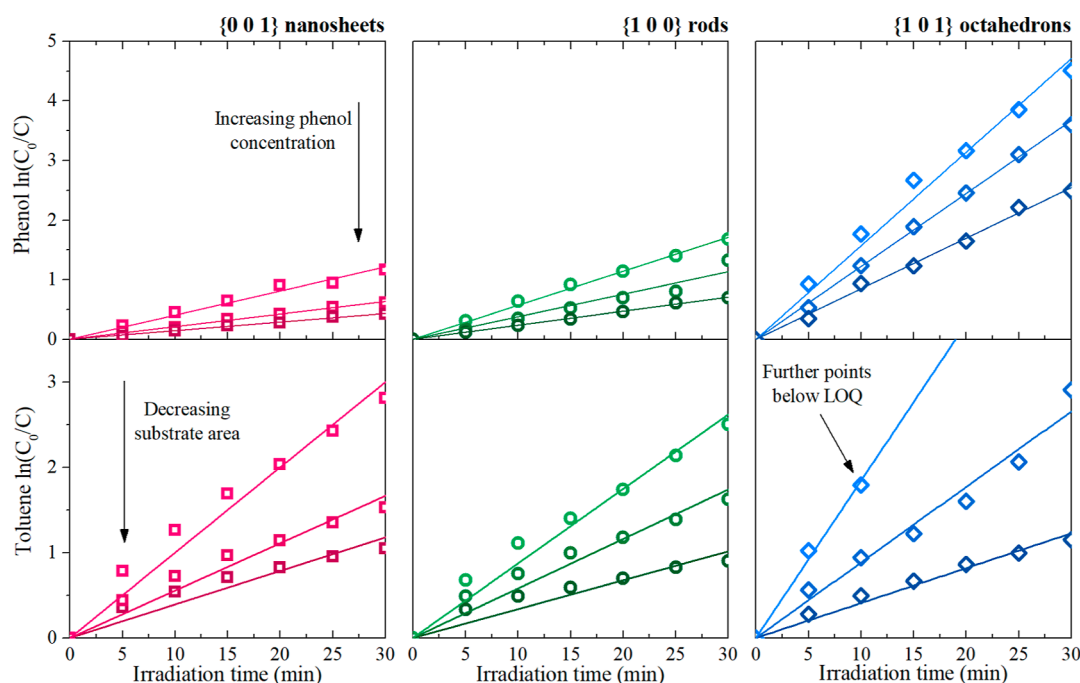 {0 0 1} nanosheets
{1 0 0} rods
{1 0 1} octahedrons
Phenol ln(C₀/C)
5
4
3
2
1
0
Increasing phenol
concentration
Toluene ln(C₀/C)
3
2
1
0
Decreasing
substrate area
Further points
below LOQ
0 5 10 15 20 25 30
0 5 10 15 20 25 30
0 5 10 15 20 25 30
Irradiation time (min)
Irradiation time (min)
Irradiation time (min)